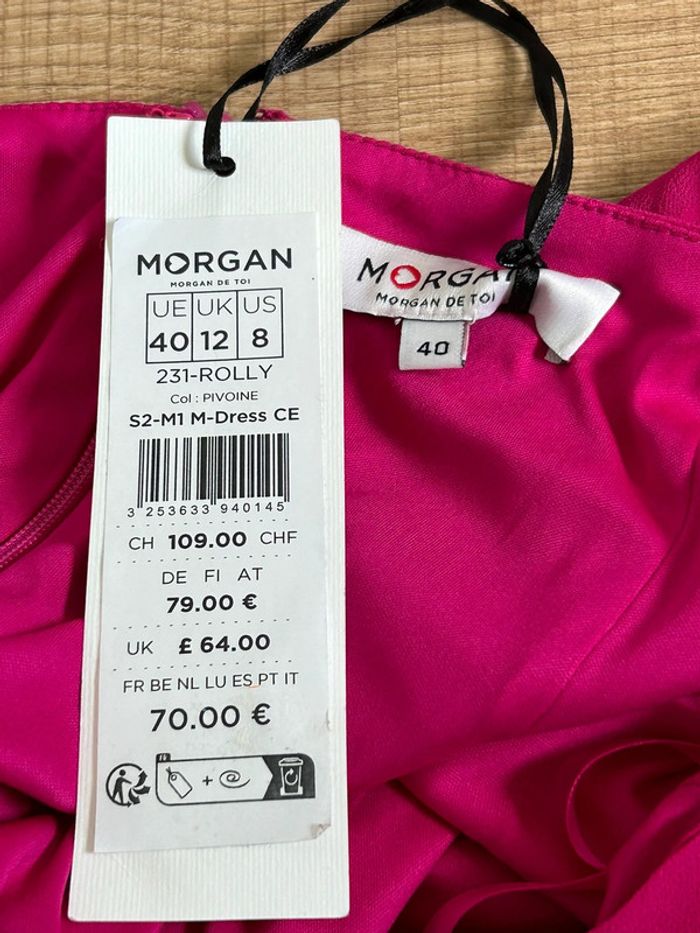 MORGAN
MORGAN DE TOI
UE UK US
40 12 8
231-ROLLY
Col : PIVOINE
S2-M1 M-Dress CE
3 253633 940145
CH 109.00 CHF
DE FI AT
79.00 €
UK £ 64.00
FR BE NL LU ES PT IT
70.00 €
MORGAN
MORGAN DE TOI
40